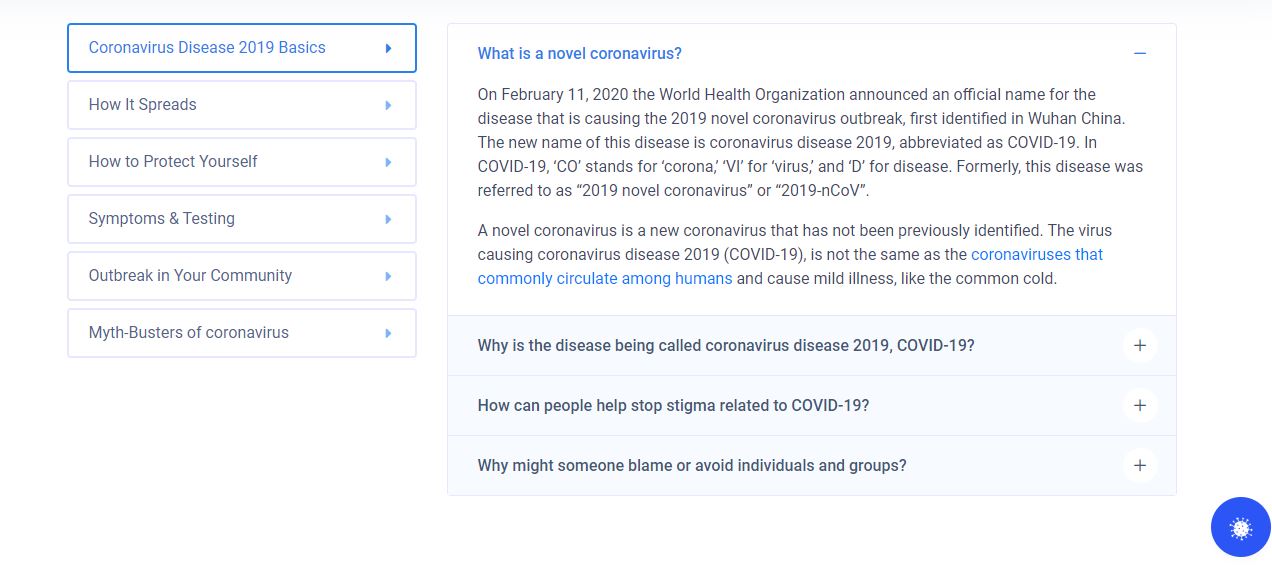 Coronavirus Disease 2019 Basics
How It Spreads
How to Protect Yourself
Symptoms & Testing
Outbreak in Your Community
Myth-Busters of coronavirus
What is a novel coronavirus?
On February 11, 2020 the World Health Organization announced an official name for the
disease that is causing the 2019 novel coronavirus outbreak, first identified in Wuhan China.
The new name of this disease is coronavirus disease 2019, abbreviated as COVID-19. In
COVID-19, ‘CO’ stands for ‘corona,’ ‘VI’ for ‘virus,’ and ‘D’ for disease. Formerly, this disease was
referred to as “2019 novel coronavirus” or “2019-nCoV”.
A novel coronavirus is a new coronavirus that has not been previously identified. The virus
causing coronavirus disease 2019 (COVID-19), is not the same as the coronaviruses that
commonly circulate among humans and cause mild illness, like the common cold.
Why is the disease being called coronavirus disease 2019, COVID-19?
How can people help stop stigma related to COVID-19?
Why might someone blame or avoid individuals and groups?